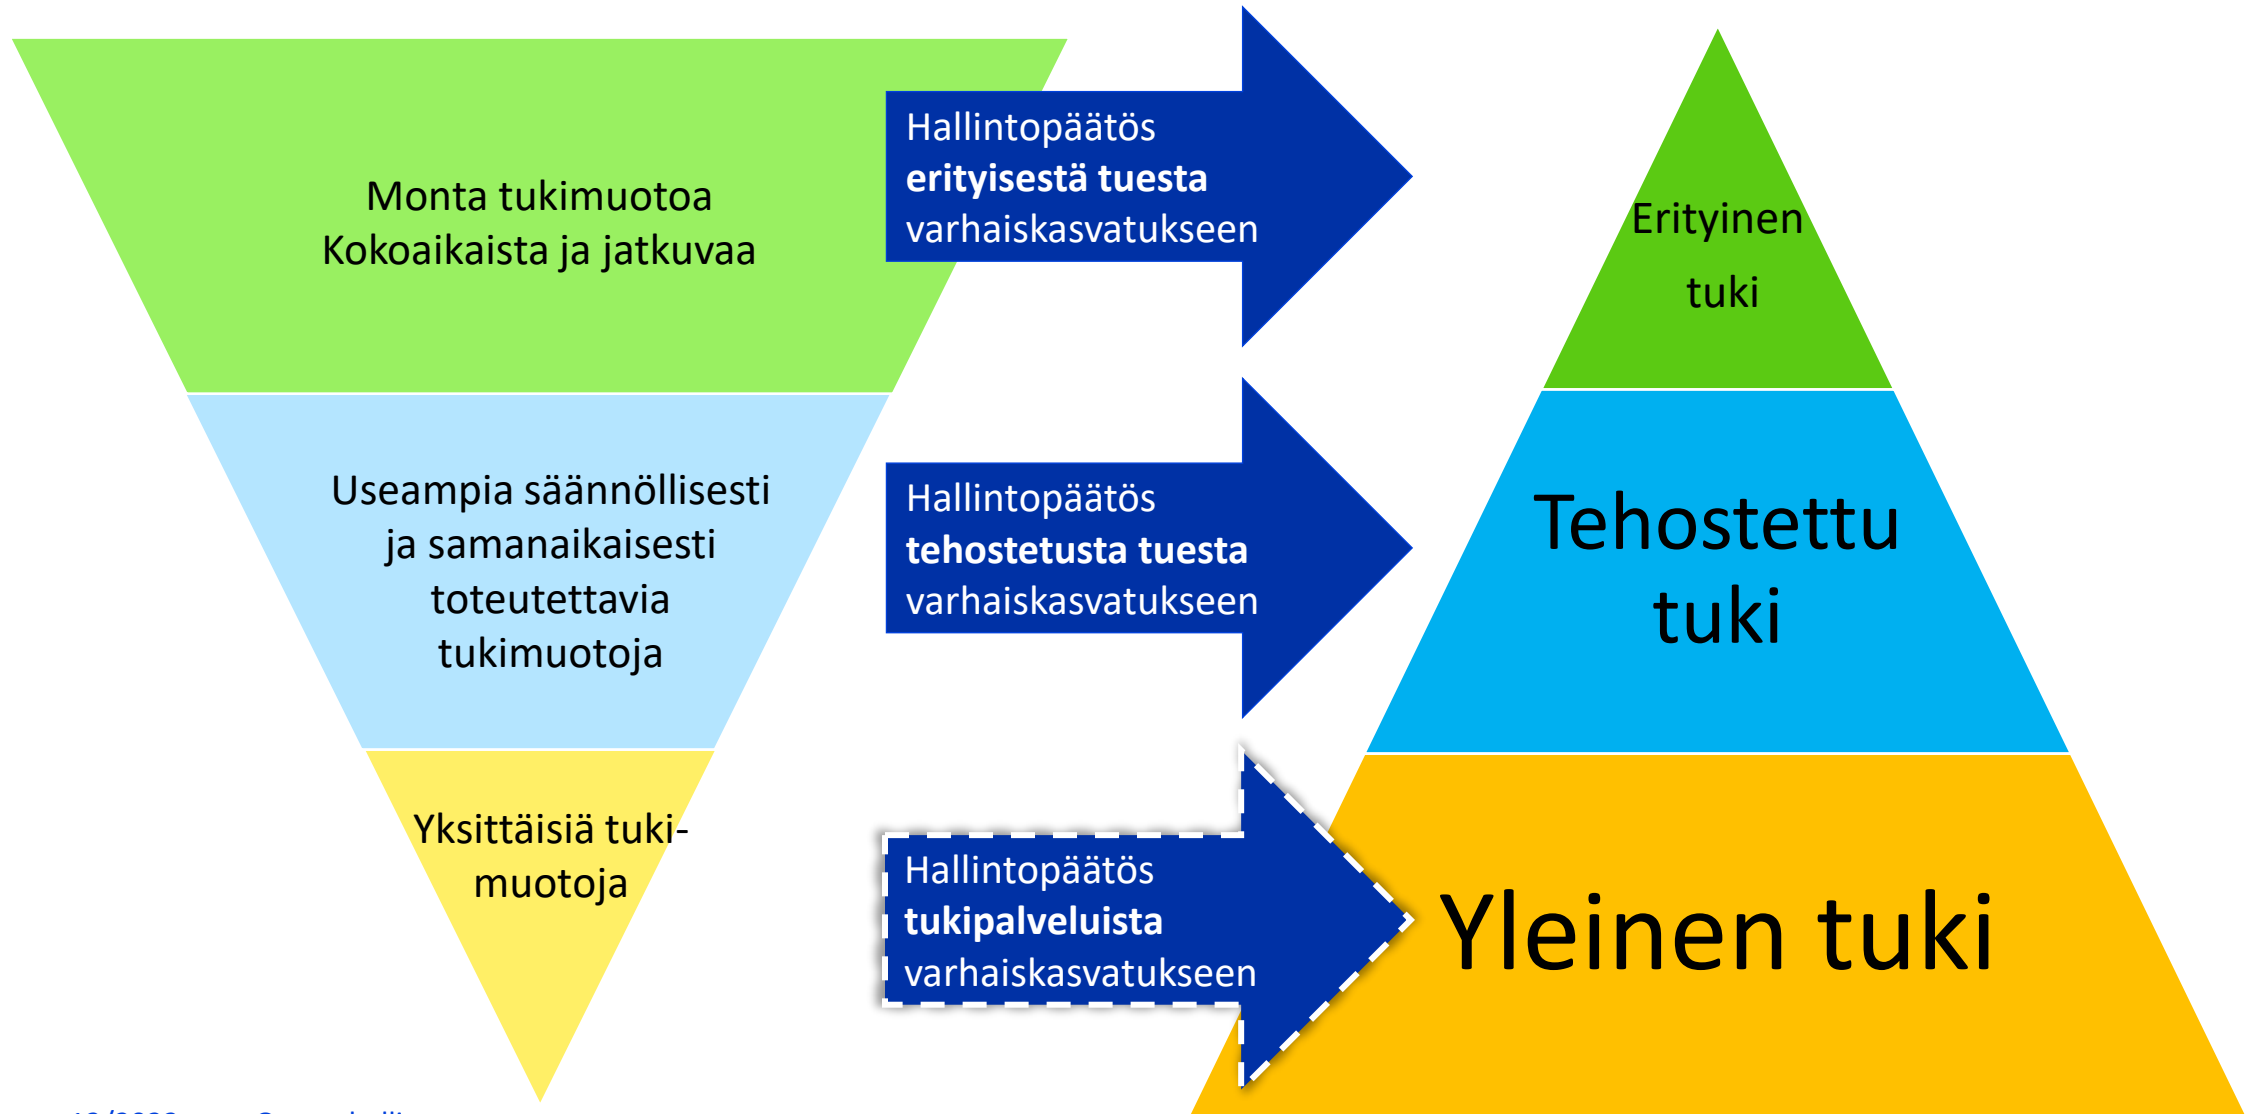 Monta tukimuotoa
Kokoaikaista ja jatkuvaa
Hallintopäätös
erityisestä tuesta
varhaiskasvatukseen
Erityinen
tuki
Useampia säännöllisesti
ja samanaikaisesti
toteutettavia
tukimuotoja
Hallintopäätös
tehostetusta tuesta
varhaiskasvatukseen
Tehostettu
tuki
Yksittäisiä tuki-
muotoja
Hallintopäätös
tukipalveluista
varhaiskasvatukseen
Yleinen tuki